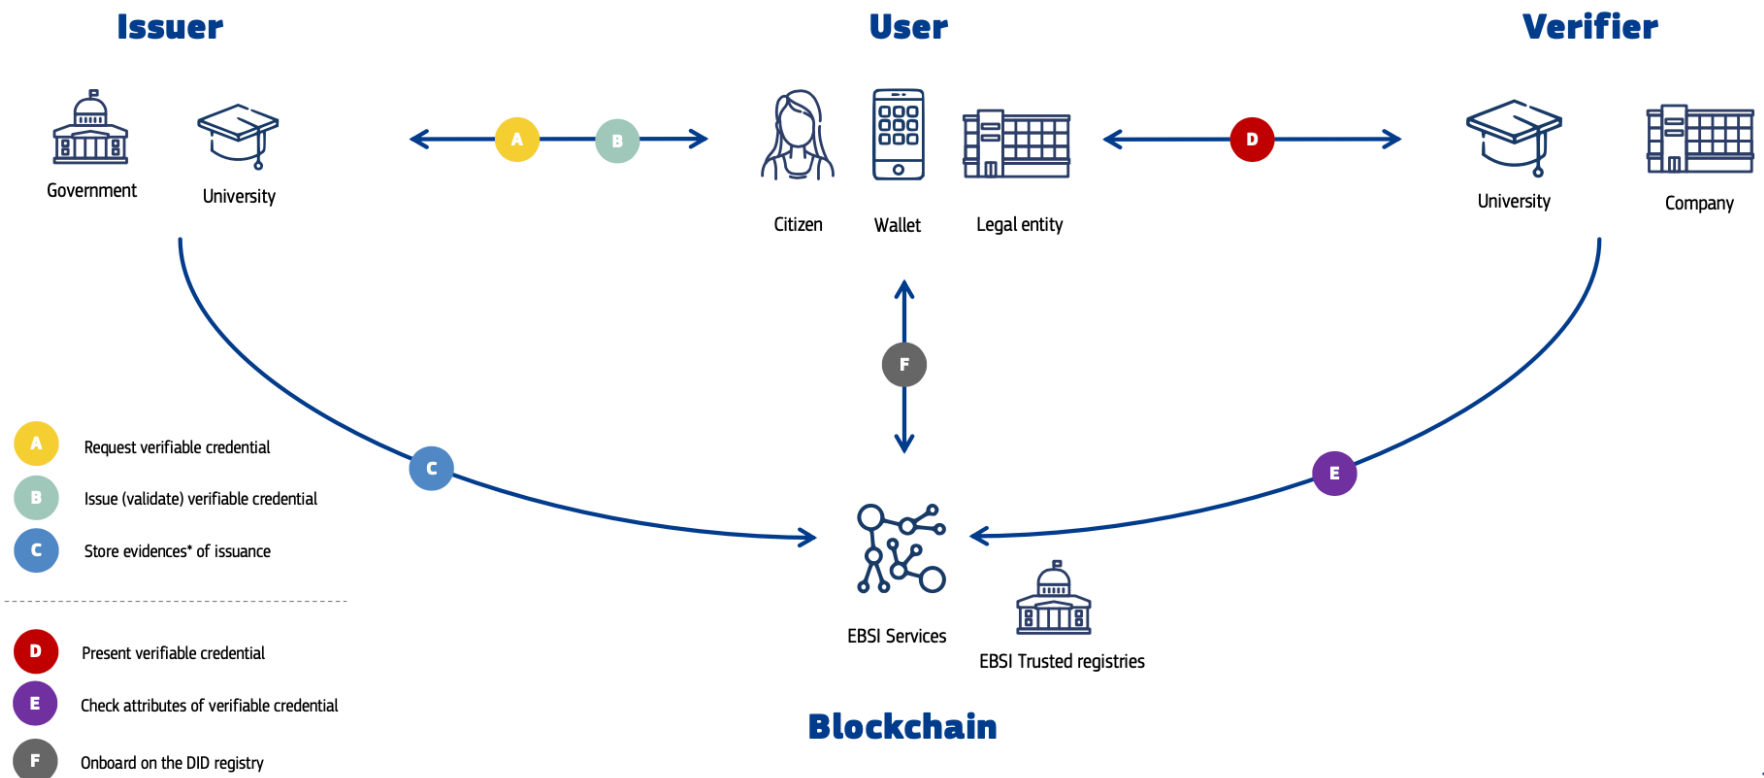 Issuer
User
Verifier
A
B
D
Government
University
Citizen
Wallet
Legal entity
University
Company
F
C
E
A Request verifiable credential
B Issue (validate) verifiable credential
C Store evidences* of issuance
D Present verifiable credential
E Check attributes of verifiable credential
F Onboard on the DID registry
EBSI Services
EBSI Trusted registries
Blockchain